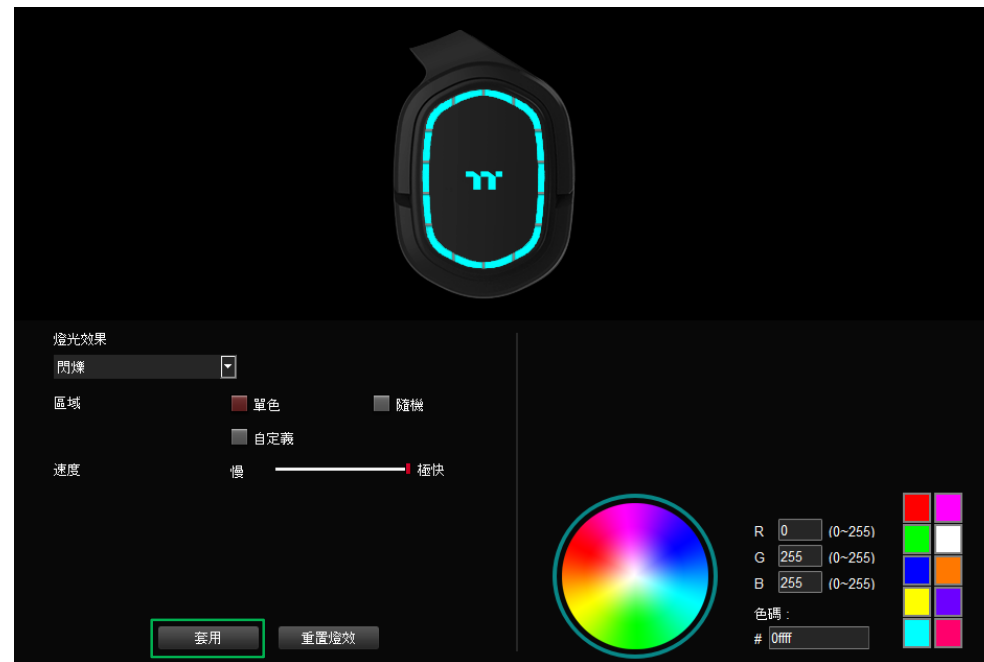 燈光效果
閃爍
區域
單色
隨機
自定義
速度
慢
極快
R 0 (0~255)
G 255 (0~255)
B 255 (0~255)
色碼 :
# 0ffff
套用
重置燈效